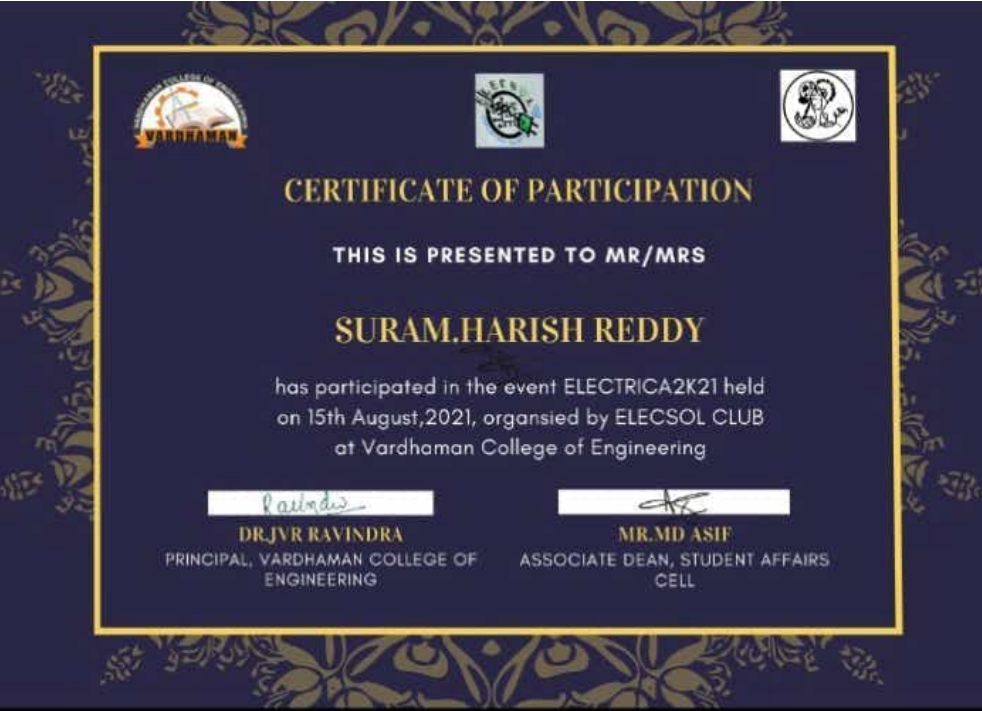 VARDHAMAN COLLEGE OF ENGINEERING
VARDHAMAN
CERTIFICATE OF PARTICIPATION
THIS IS PRESENTED TO MR/MRS
SURAM.HARISH REDDY
has participated in the event ELECTRICA2K21 held
on 15th August,2021, organsied by ELECSOL CLUB
at Vardhaman College of Engineering
Ravindra
DR.JVR RAVINDRA
PRINCIPAL, VARDHAMAN COLLEGE OF
ENGINEERING
MR.MD ASIF
ASSOCIATE DEAN, STUDENT AFFAIRS
CELL